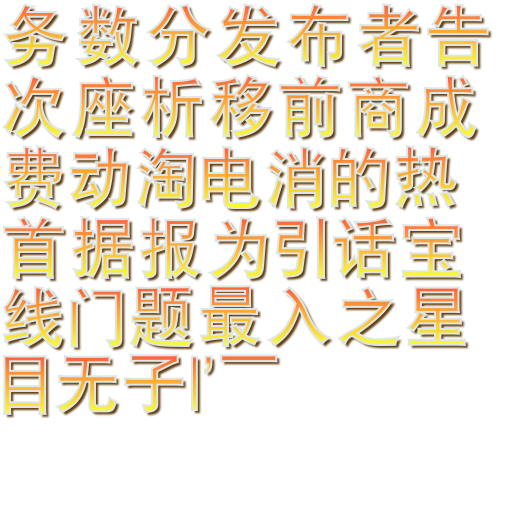 务数分发布者告
次座析移前商成
费动淘电消的热
首据报为引话宝
线门题最入之星
目无子